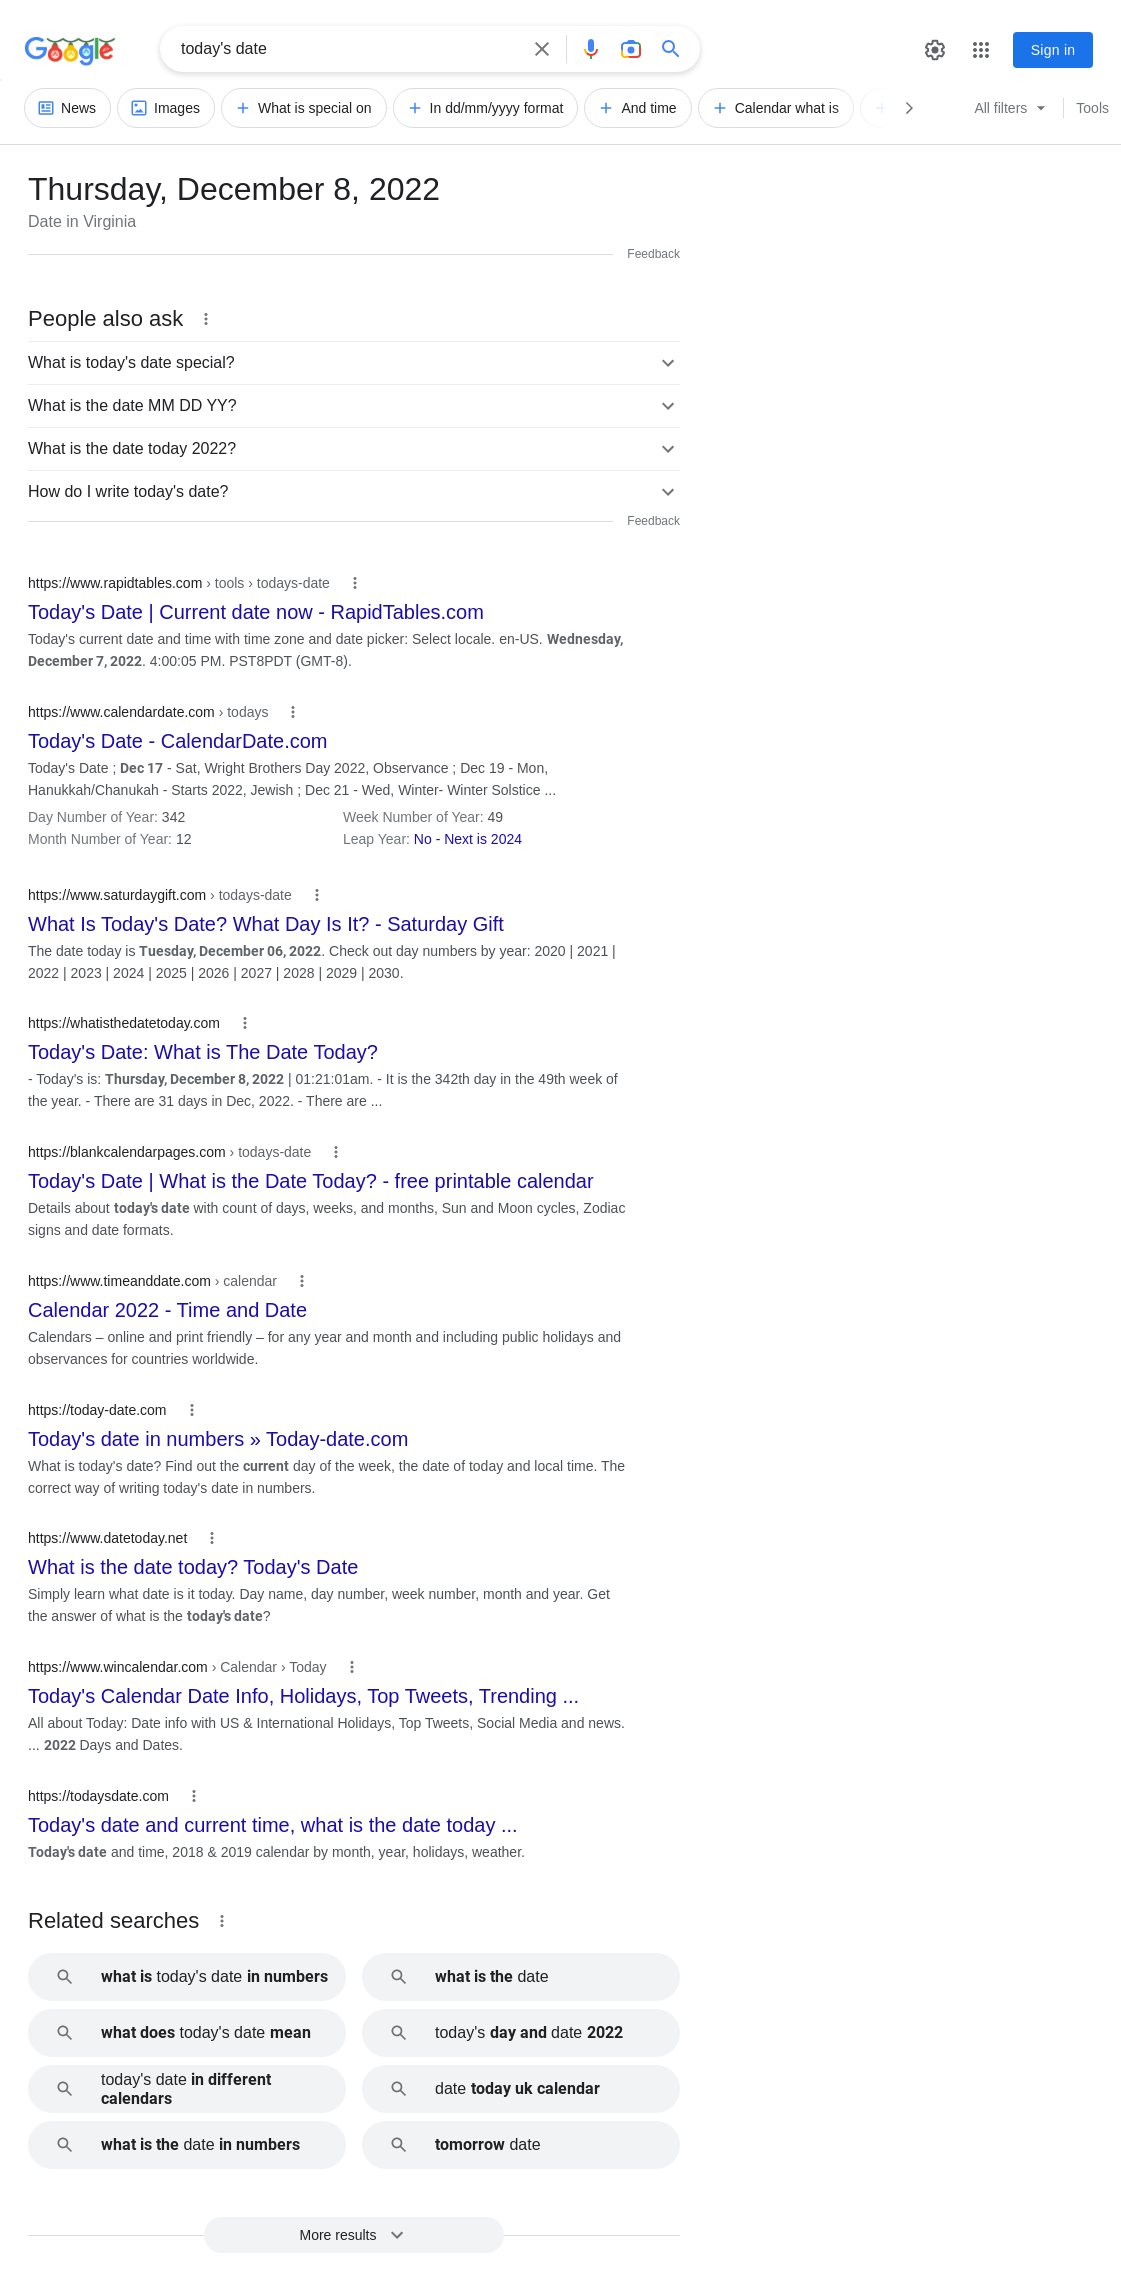 Google
today's date
Sign in
News
Images
What is special on
In dd/mm/yyyy format
And time
Calendar what is
All filters
Tools
Thursday, December 8, 2022
Date in Virginia
Feedback
People also ask
What is today's date special?
What is the date MM DD YY?
What is the date today 2022?
How do I write today's date?
Feedback
https://www.rapidtables.com › tools › todays-date
Today's Date | Current date now - RapidTables.com
Today's current date and time with time zone and date picker: Select locale. en-US. Wednesday,
December 7, 2022. 4:00:05 PM. PST8PDT (GMT-8).
https://www.calendardate.com › todays
Today's Date - CalendarDate.com
Today's Date ; Dec 17 - Sat, Wright Brothers Day 2022, Observance ; Dec 19 - Mon,
Hanukkah/Chanukah - Starts 2022, Jewish ; Dec 21 - Wed, Winter- Winter Solstice ...
Day Number of Year: 342
Week Number of Year: 49
Month Number of Year: 12
Leap Year: No - Next is 2024
https://www.saturdaygift.com › todays-date
What Is Today's Date? What Day Is It? - Saturday Gift
The date today is Tuesday, December 06, 2022. Check out day numbers by year: 2020 | 2021 |
2022 | 2023 | 2024 | 2025 | 2026 | 2027 | 2028 | 2029 | 2030.
https://whatisthedatetoday.com
Today's Date: What is The Date Today?
- Today's is: Thursday, December 8, 2022 | 01:21:01am. - It is the 342th day in the 49th week of
the year. - There are 31 days in Dec, 2022. - There are ...
https://blankcalendarpages.com › todays-date
Today's Date | What is the Date Today? - free printable calendar
Details about today's date with count of days, weeks, and months, Sun and Moon cycles, Zodiac
signs and date formats.
https://www.timeanddate.com › calendar
Calendar 2022 - Time and Date
Calendars – online and print friendly – for any year and month and including public holidays and
observances for countries worldwide.
https://today-date.com
Today's date in numbers » Today-date.com
What is today's date? Find out the current day of the week, the date of today and local time. The
correct way of writing today's date in numbers.
https://www.datetoday.net
What is the date today? Today's Date
Simply learn what date is it today. Day name, day number, week number, month and year. Get
the answer of what is the today's date?
https://www.wincalendar.com › Calendar › Today
Today's Calendar Date Info, Holidays, Top Tweets, Trending ...
All about Today: Date info with US & International Holidays, Top Tweets, Social Media and news.
... 2022 Days and Dates.
https://todaysdate.com
Today's date and current time, what is the date today ...
Today's date and time, 2018 & 2019 calendar by month, year, holidays, weather.
Related searches
what is today's date in numbers
what is the date
what does today's date mean
today's day and date 2022
today's date in different
calendars
date today uk calendar
what is the date in numbers
tomorrow date
More results